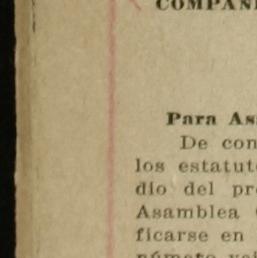 COMPAN
Para As
De con
los estatut
dio del pr
Asamblea
ficarse en